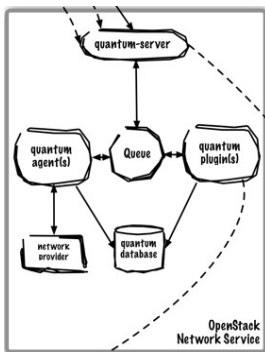 quantum-server
quantum
agent(s)
Queue
quantum
plugin(s)
network
provider
quantum
database
OpenStack
Network Service